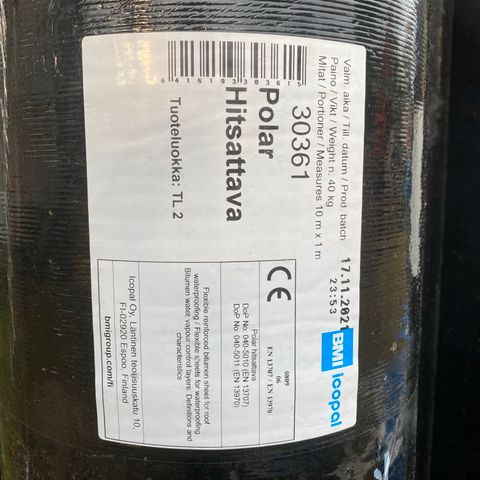 Valm. aika / Till. datum / Prod. batch 17.11.2021
23:53
Paino / Vikt / Weight n. 40 kg
Mitat / Portioner / Measures 10 m x 1 m
30361
Polar
Hitsattava
6415193303615
Tuoteluokka: TL 2
BMI Icopal
CE
0809
06
EN 13707 / EN 13970
Polar hitsattava
DoP No. 040-5010 (EN 13707)
DoP No. 040-5011 (EN 13970)
Flexible reinforced bitumen sheet for roof
waterproofing / Flexible sheets for waterproofing
Bitumen water vapour control layers. Definitions and
characteristics
Icopal Oy, Läntinen teollisuuskatu 10,
FI-02920 Espoo, Finland
bmigroup.com/fi